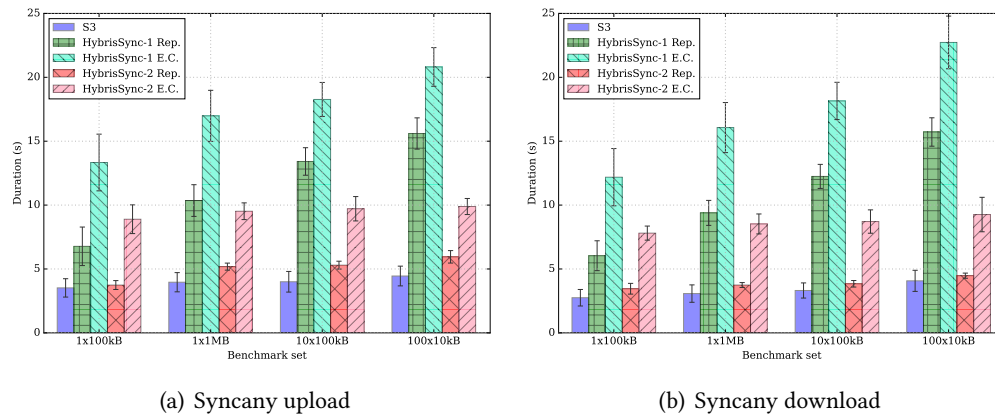 25
20
15
10
5
0
Duration (s)
S3
HybrisSync-1 Rep.
HybrisSync-1 E.C.
HybrisSync-2 Rep.
HybrisSync-2 E.C.
1x100kB 1x1MB 10x100kB 100x10kB
Benchmark set
(a) Syncany upload
25
20
15
10
5
0
Duration (s)
S3
HybrisSync-1 Rep.
HybrisSync-1 E.C.
HybrisSync-2 Rep.
HybrisSync-2 E.C.
1x100kB 1x1MB 10x100kB 100x10kB
Benchmark set
(b) Syncany download